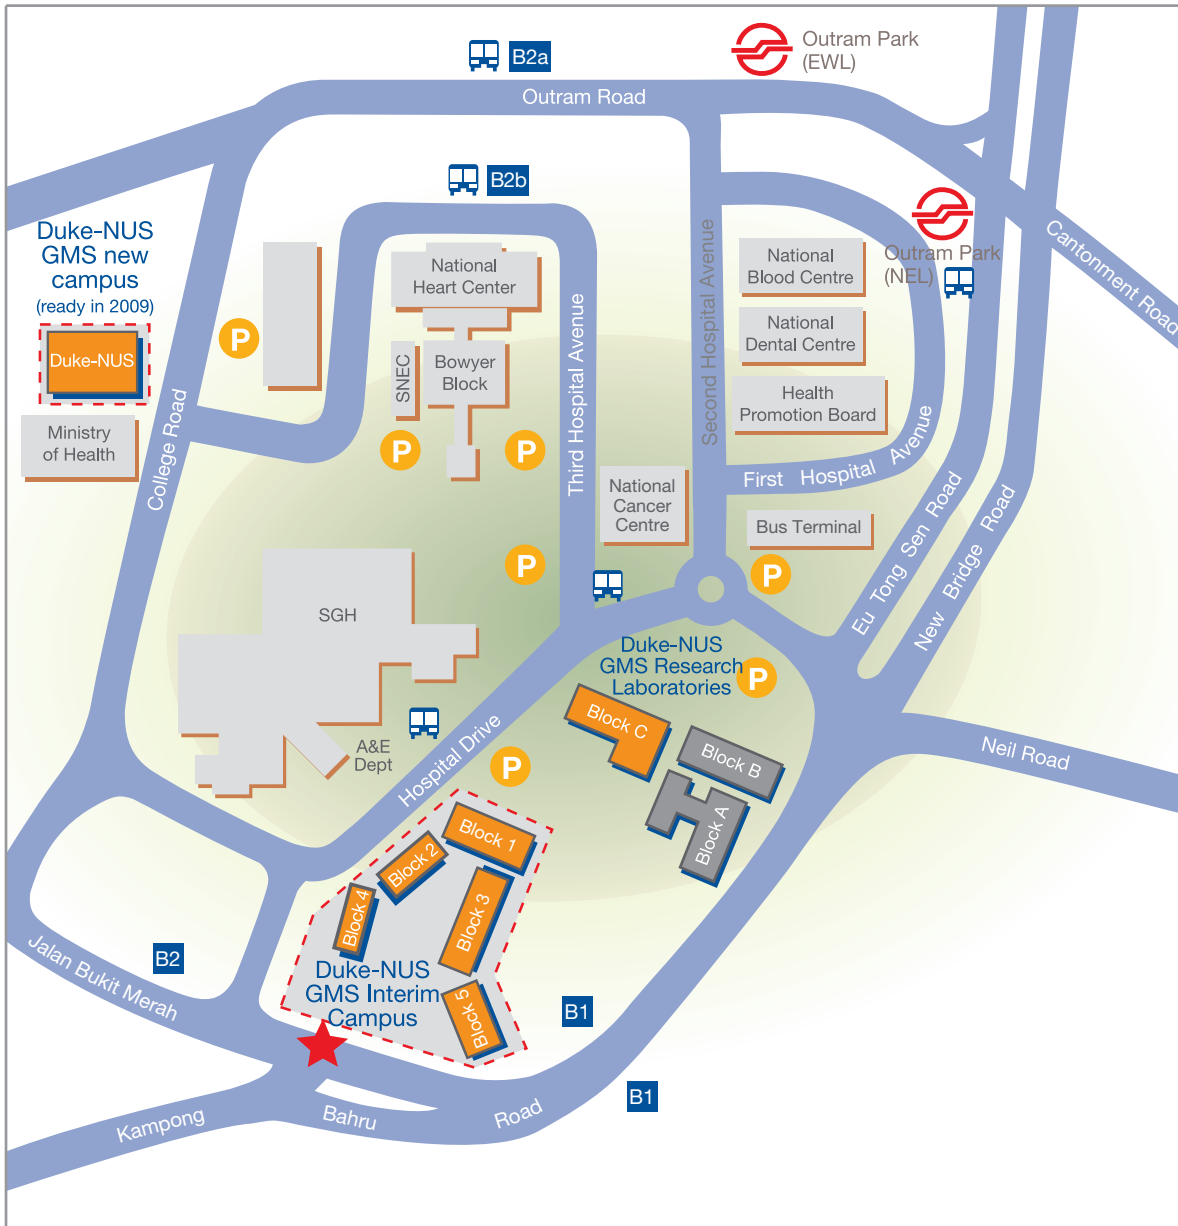 B2a
Outram Park
(EWL)
Outram Road
B2b
Duke-NUS
GMS new
campus
(ready in 2009)
Duke-NUS
Ministry
of Health
College Road
P
National
Heart Center
SNEC
Bowyer
Block
P
P
Third Hospital Avenue
Second Hospital Avenue
National
Blood Centre
National
Dental Centre
Health
Promotion Board
Outram Park
(NEL)
Cantonment Road
First Hospital Avenue
National
Cancer
Centre
Bus Terminal
P
P
Eu Tong Sen Road
New Bridge Road
SGH
A&E
Dept
Hospital Drive
Duke-NUS
GMS Research
Laboratories
P
Block C
Block B
Block A
Neil Road
P
Block 1
Block 2
Block 4
Block 3
Block 5
Duke-NUS
GMS Interim
Campus
B2
Jalan Bukit Merah
B1
B1
Kampong Bahru Road